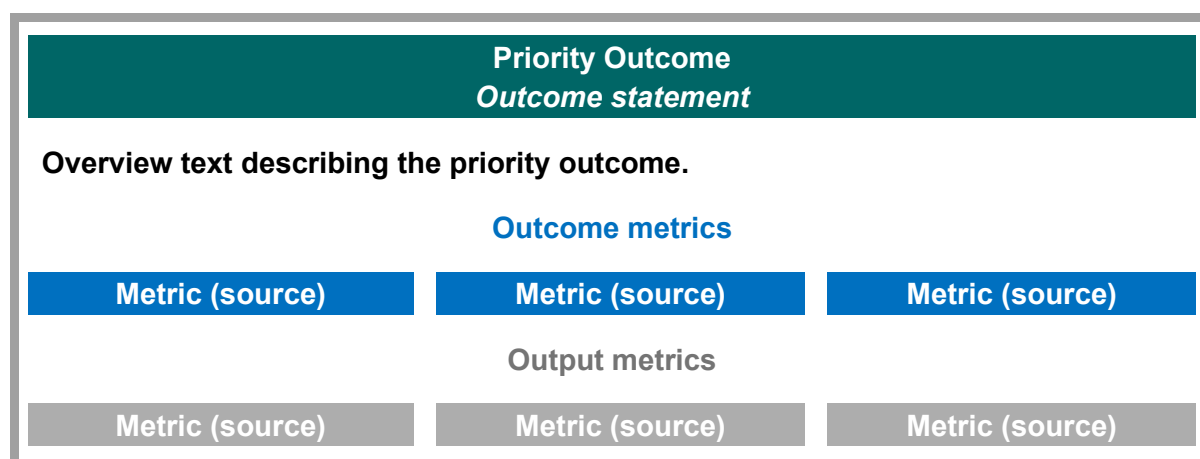 Priority Outcome
Outcome statement
Overview text describing the priority outcome.
Outcome metrics
Metric (source) Metric (source) Metric (source)
Output metrics
Metric (source) Metric (source) Metric (source)